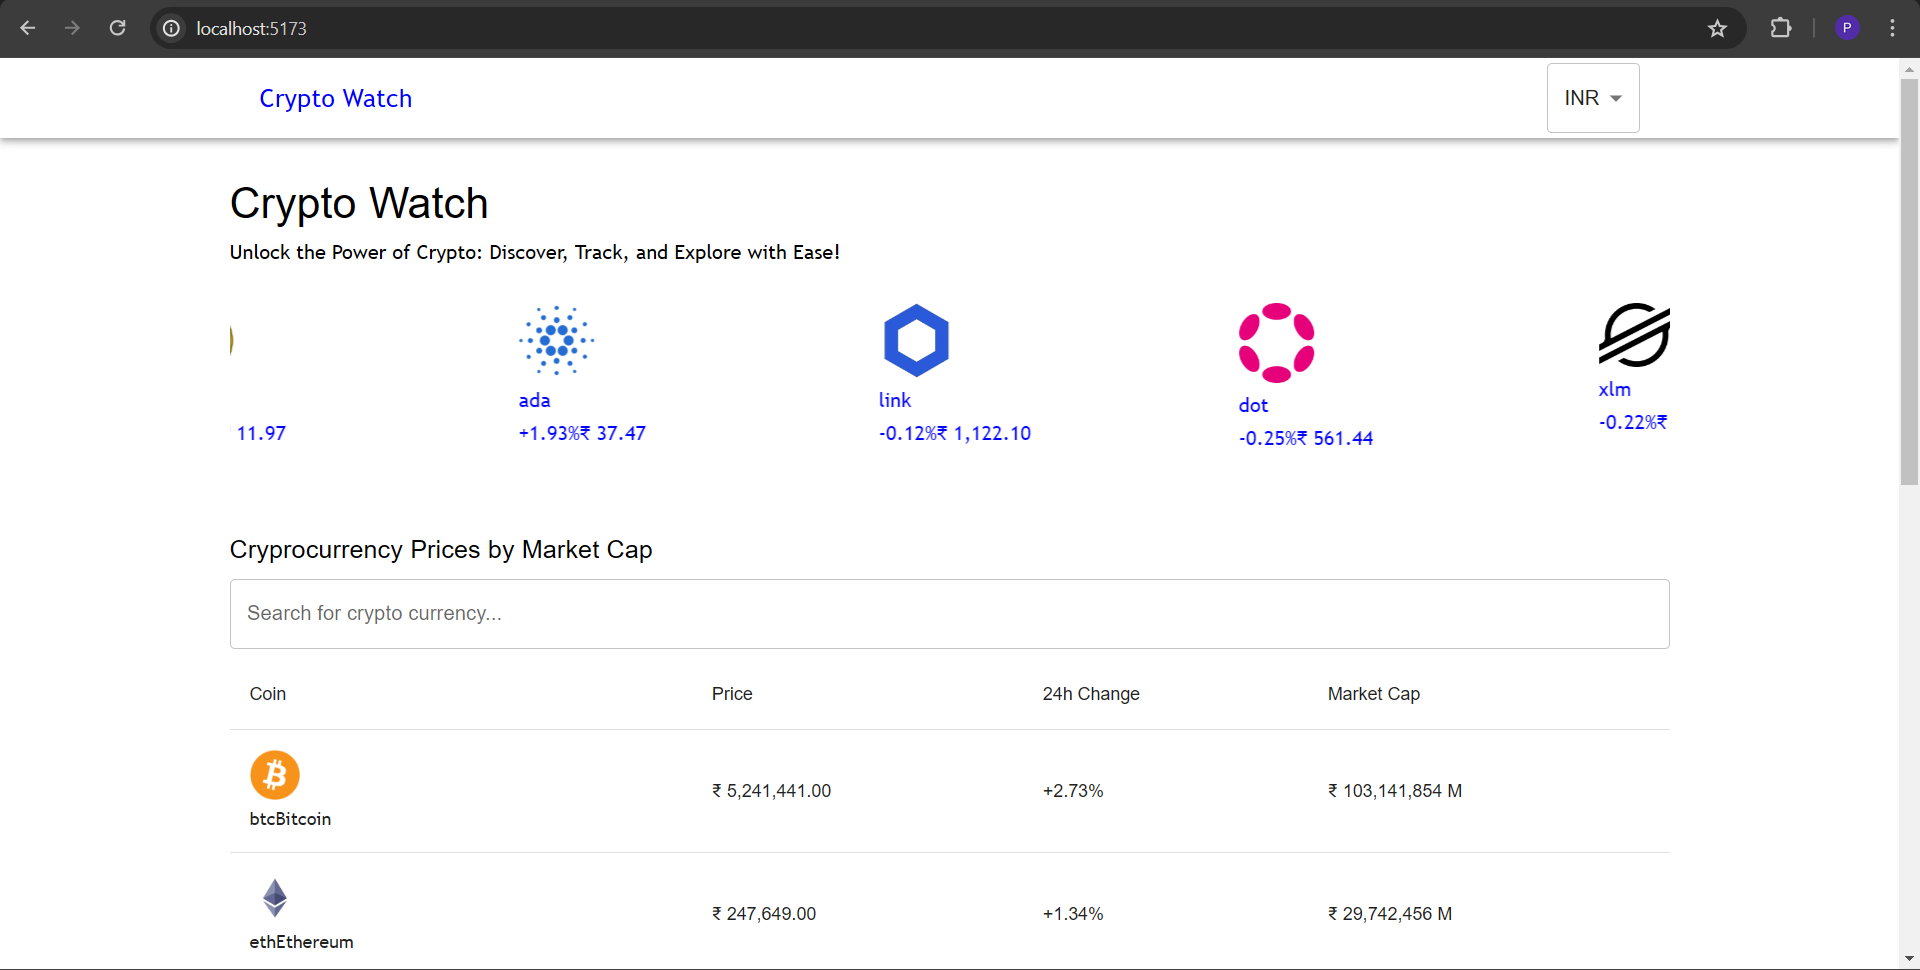 localhost:5173
P
Crypto Watch
INR
Crypto Watch
Unlock the Power of Crypto: Discover, Track, and Explore with Ease!
11.97
ada
+1.93%₹ 37.47
link
-0.12%₹ 1,122.10
dot
-0.25%₹ 561.44
xlm
-0.22%₹
Cryprocurrency Prices by Market Cap
Search for crypto currency...
Coin Price 24h Change Market Cap
btcBitcoin ₹ 5,241,441.00 +2.73% ₹ 103,141,854 M
ethEthereum ₹ 247,649.00 +1.34% ₹ 29,742,456 M